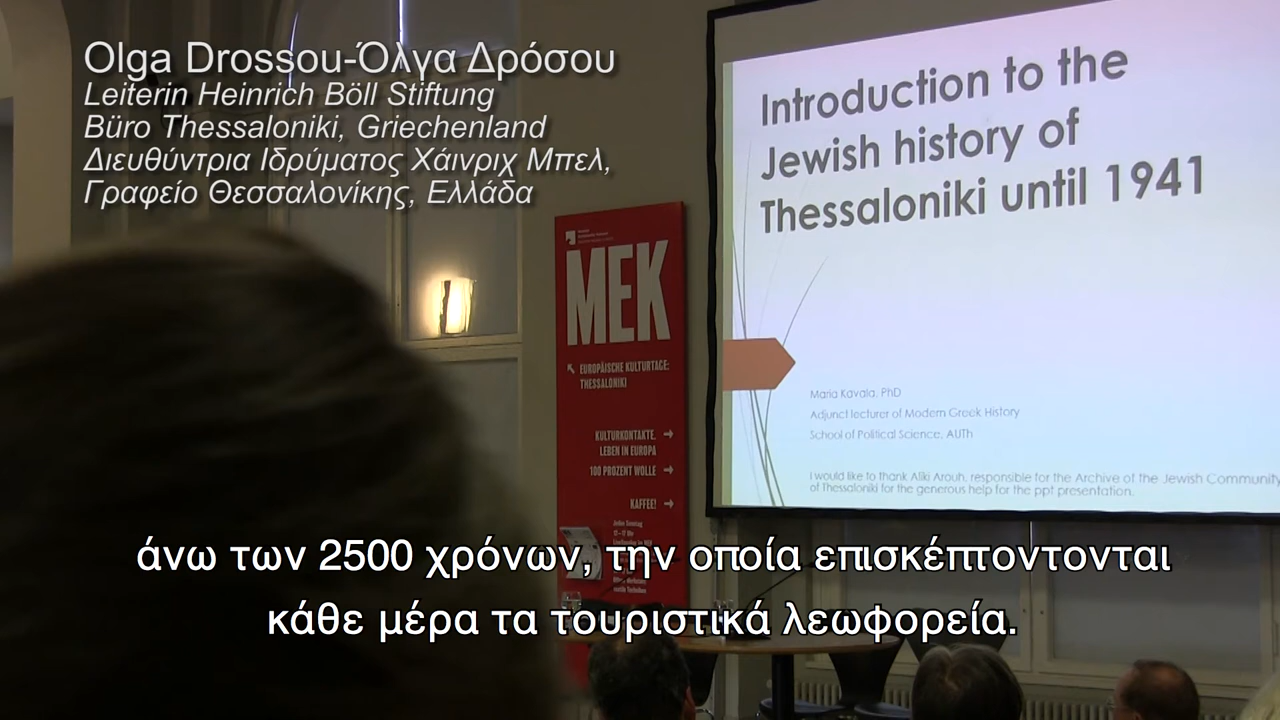 Olga Drossou-Όλγα Δρόσου
Leiterin Heinrich Böll Stiftung
Büro Thessaloniki, Griechenland
Διευθύντρια Ιδρύματος Χάινριχ Μπελ,
Γραφείο Θεσσαλονίκης, Ελλάδα
Introduction to the
Jewish history of
Thessaloniki until 1941
Maria Kavala, PhD
Adjunct lecturer of Modern Greek History
School of Political Science, AUTh
I would like to thank Aliki Arouh, responsible for the Archive of the Jewish Community
of Thessaloniki for the generous help for the ppt presentation.
MEK
EUROPÄISCHE KULTURTAGE:
THESSALONIKI
KULTURKONTAKTE.
LEBEN IN EUROPA
100 PROZENT WOLLE
KAFFEE!
άνω των 2500 χρόνων, την οποία επισκέπτοντονται
κάθε μέρα τα τουριστικά λεωφορεία.